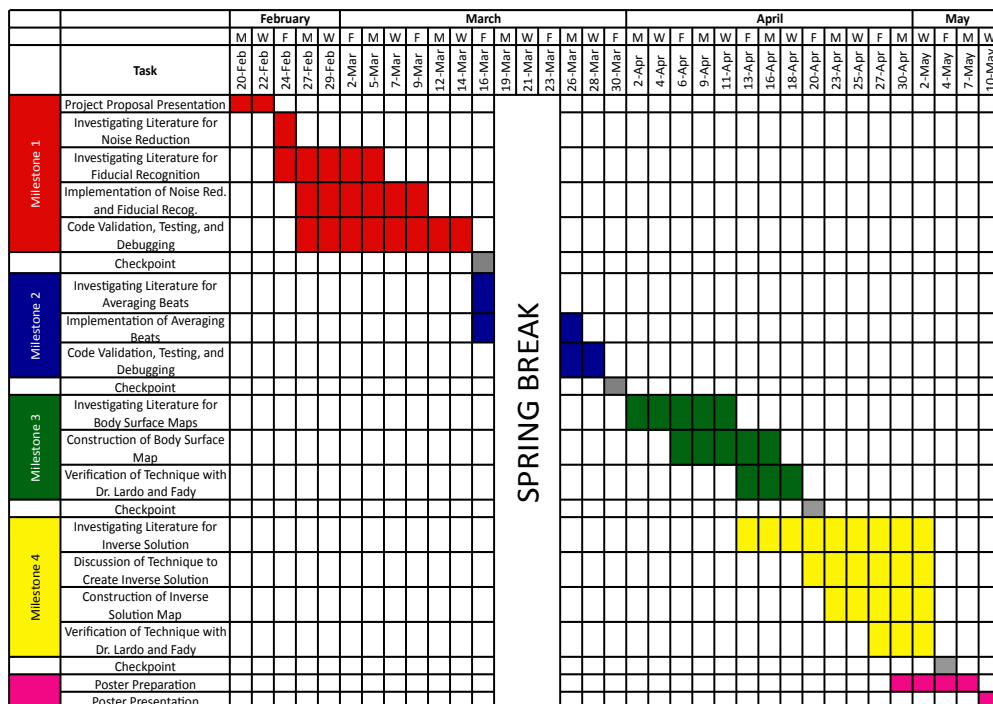 February March April May
M W F M W F M W F M W F M W F M W F M W F M W F M W F M W F M W F M W
Task
20-Feb 22-Feb 24-Feb 27-Feb 29-Feb 2-Mar 5-Mar 7-Mar 9-Mar 12-Mar 14-Mar 16-Mar 19-Mar 21-Mar 23-Mar 26-Mar 28-Mar 30-Mar 2-Apr 4-Apr 6-Apr 9-Apr 11-Apr 13-Apr 16-Apr 18-Apr 20-Apr 23-Apr 25-Apr 27-Apr 30-Apr 2-May 4-May 7-May 10-May
Milestone 1
Project Proposal Presentation
Investigating Literature for
Noise Reduction
Investigating Literature for
Fiducial Recognition
Implementation of Noise Red.
and Fiducial Recog.
Code Validation, Testing, and
Debugging
Checkpoint
Milestone 2
Investigating Literature for
Averaging Beats
Implementation of Averaging
Beats
Code Validation, Testing, and
Debugging
Checkpoint
SPRING BREAK
Milestone 3
Investigating Literature for
Body Surface Maps
Construction of Body Surface
Map
Verification of Technique with
Dr. Lardo and Fady
Checkpoint
Milestone 4
Investigating Literature for
Inverse Solution
Discussion of Technique to
Create Inverse Solution
Construction of Inverse
Solution Map
Verification of Technique with
Dr. Lardo and Fady
Checkpoint
Poster Preparation
Poster Presentation